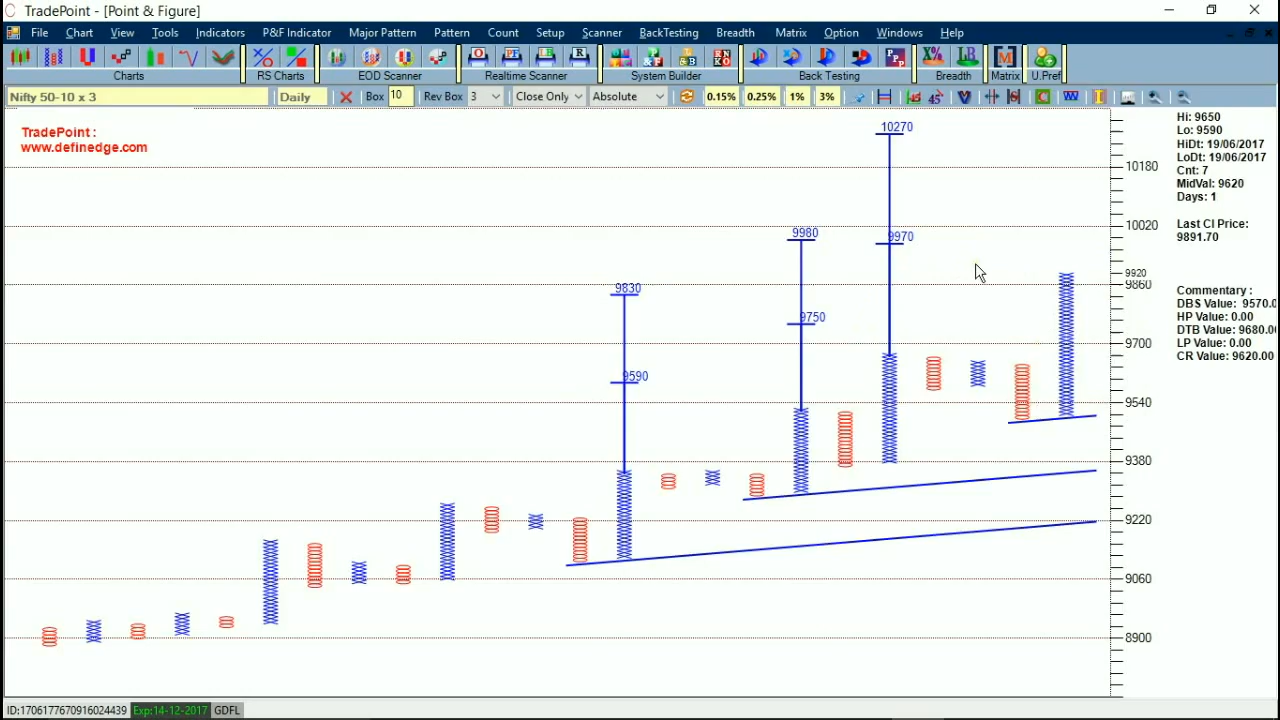 TradePoint - [Point & Figure]
File Chart View Tools Indicators P&F Indicator Major Pattern Pattern Count Setup Scanner BackTesting Breadth Matrix Option Windows Help
Charts RS Charts EOD Scanner Realtime Scanner System Builder Back Testing Breadth Matrix U.Pref
Nifty 50-10 x 3 Daily Box 10 Rev Box 3 Close Only Absolute 0.15% 0.25% 1% 3%
TradePoint :
www.definedge.com
10270
9980
9970
9830
9750
9590
10180
10020
9920
9860
9700
9540
9380
9220
9060
8900
Hi: 9650
Lo: 9590
HiDt: 19/06/2017
LoDt: 19/06/2017
Cnt: 7
MidVal: 9620
Days: 1
Last Cl Price:
9891.70
Commentary :
DBS Value: 9570.0
HP Value: 0.00
DTB Value: 9680.00
LP Value: 0.00
CR Value: 9620.00
ID:1706177670916024439 Exp:14-12-2017 GDFL